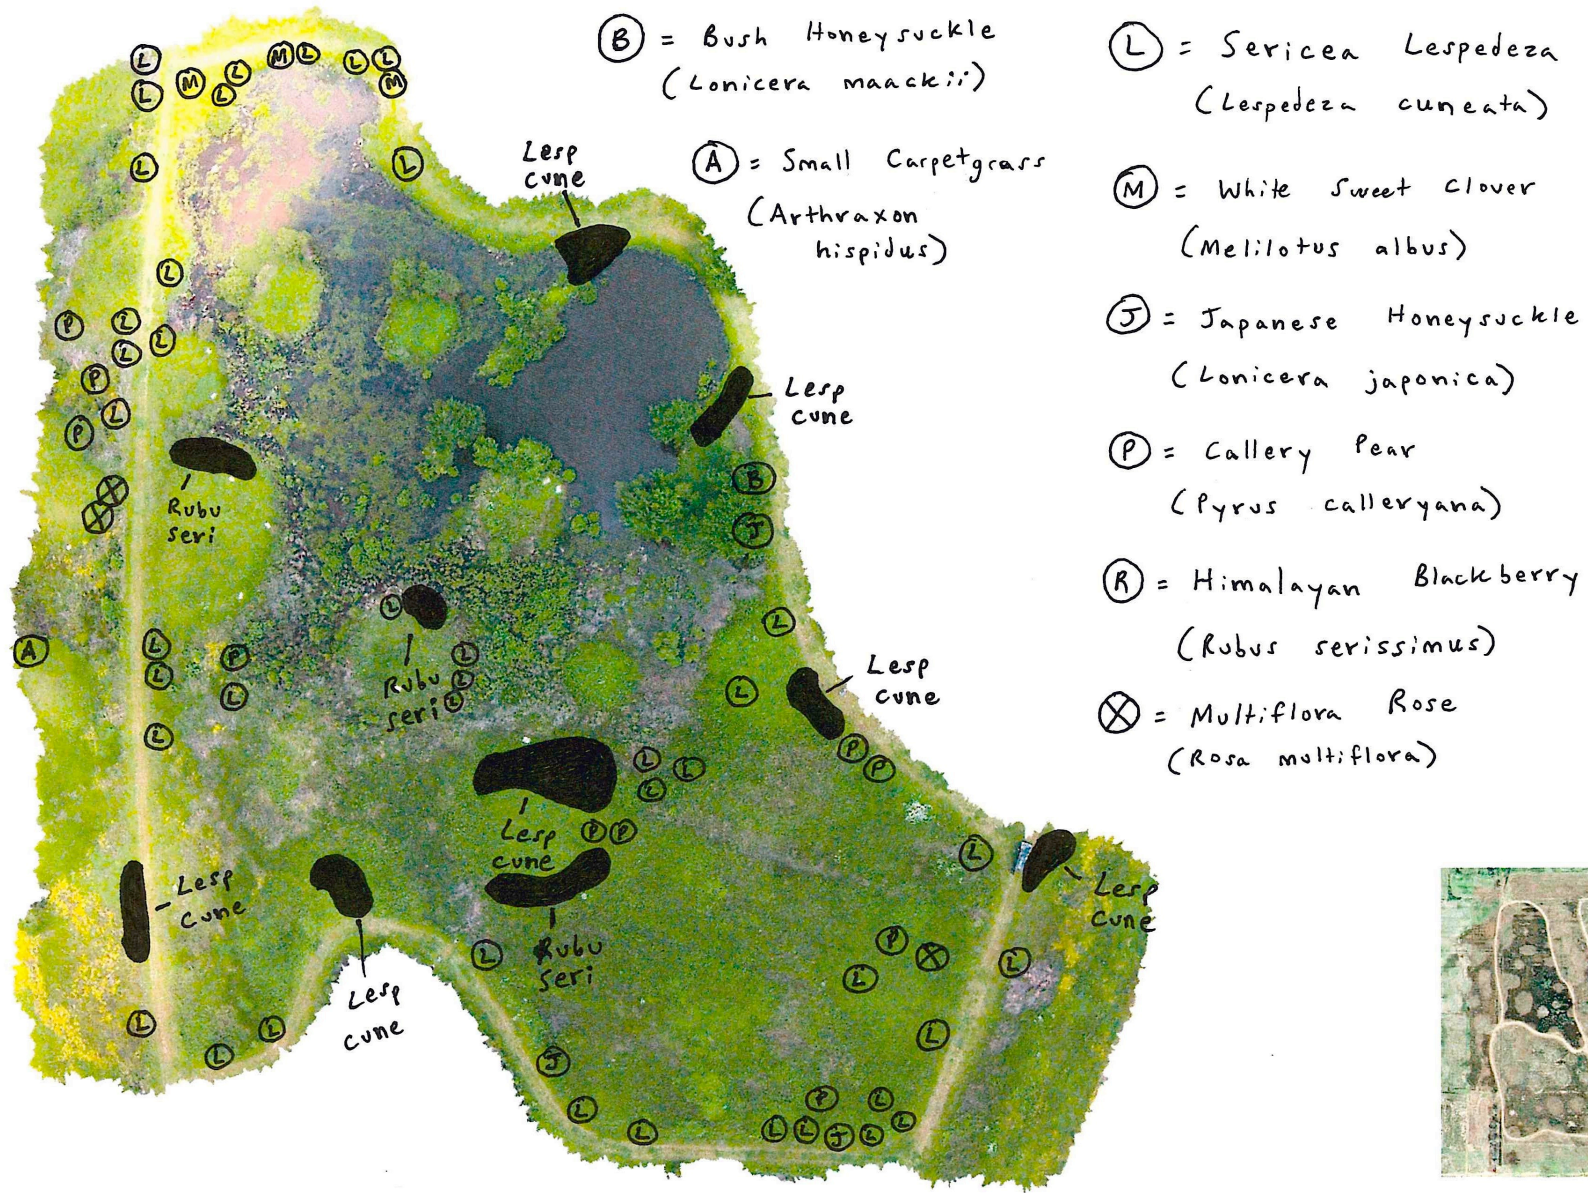 Ⓑ = Bush Honeysuckle
(Lonicera maackii)
Ⓐ = Small Carpetgrass
(Arthraxon
hispidus)
Ⓛ = Sericea Lespedeza
(Lespedeza cuneata)
Ⓜ = White Sweet Clover
(Melilotus albus)
Ⓙ = Japanese Honeysuckle
(Lonicera japonica)
Ⓟ = Callery Pear
(Pyrus calleryana)
Ⓡ = Himalayan Blackberry
(Rubus serissimus)
ⓧ = Multiflora Rose
(Rosa multiflora)
L
M L
L L
L M L
L
M
L
L
L
Lesp
cune
L
P L
L
L
P
L
P
Lesp
cune
Rubu
seri
B
J
L
Rubu
seri
L
L
L
A
L
L
P
L
L
L
L
Lesp
cune
P
P
L
L
L
Lesp
cune
P P
Rubu
seri
L
Lesp
cune
Lesp
cune
Lesp
cune
L
P
L
L
L
L
L
L
J
L
L
P L
L L J L L